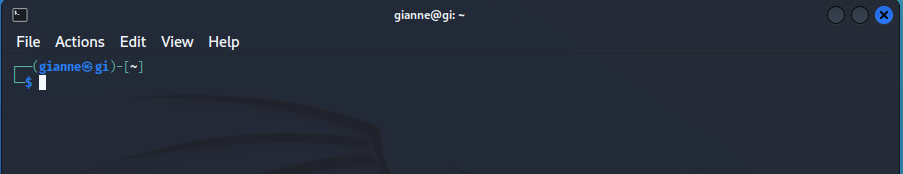 gianne@gi: ~
File Actions Edit View Help
┌──(gianne㉿gi)-[~]
└─$